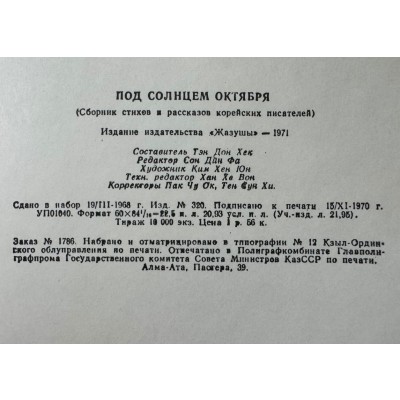 ПОД СОЛНЦЕМ ОКТЯБРЯ
(Сборник стихов и рассказов корейских писателей)
Издание издательства «Жазушы» — 1971
Составитель Тэн Дон Хек
Редактор Сон Дян Фа
Художник Ким Хен Юн
Техн. редактор Хан Хе Вон
Корректоры Пак Чу Ок, Тен Сун Хи.
Сдано в набор 19/III-1968 г. Изд. № 320. Подписано к печати 15/XI-1970 г.
УП01040. Формат 60×84¹/₁₆=22,5 п. л. 20,93 усл. п. л. (Уч.-изд. л. 21,95).
Тираж 10 000 экз. Цена 1 р. 56 к.
Заказ № 1786. Набрано и отматрицировано в тппографии № 12 Кзыл-Ордин-
ского облуправления по печати. Отпечатано в Полиграфкомбинате Главполи-
графпрома Государственного комитета Совета Министров КазССР по печати.
Алма-Ата, Пастера, 39.